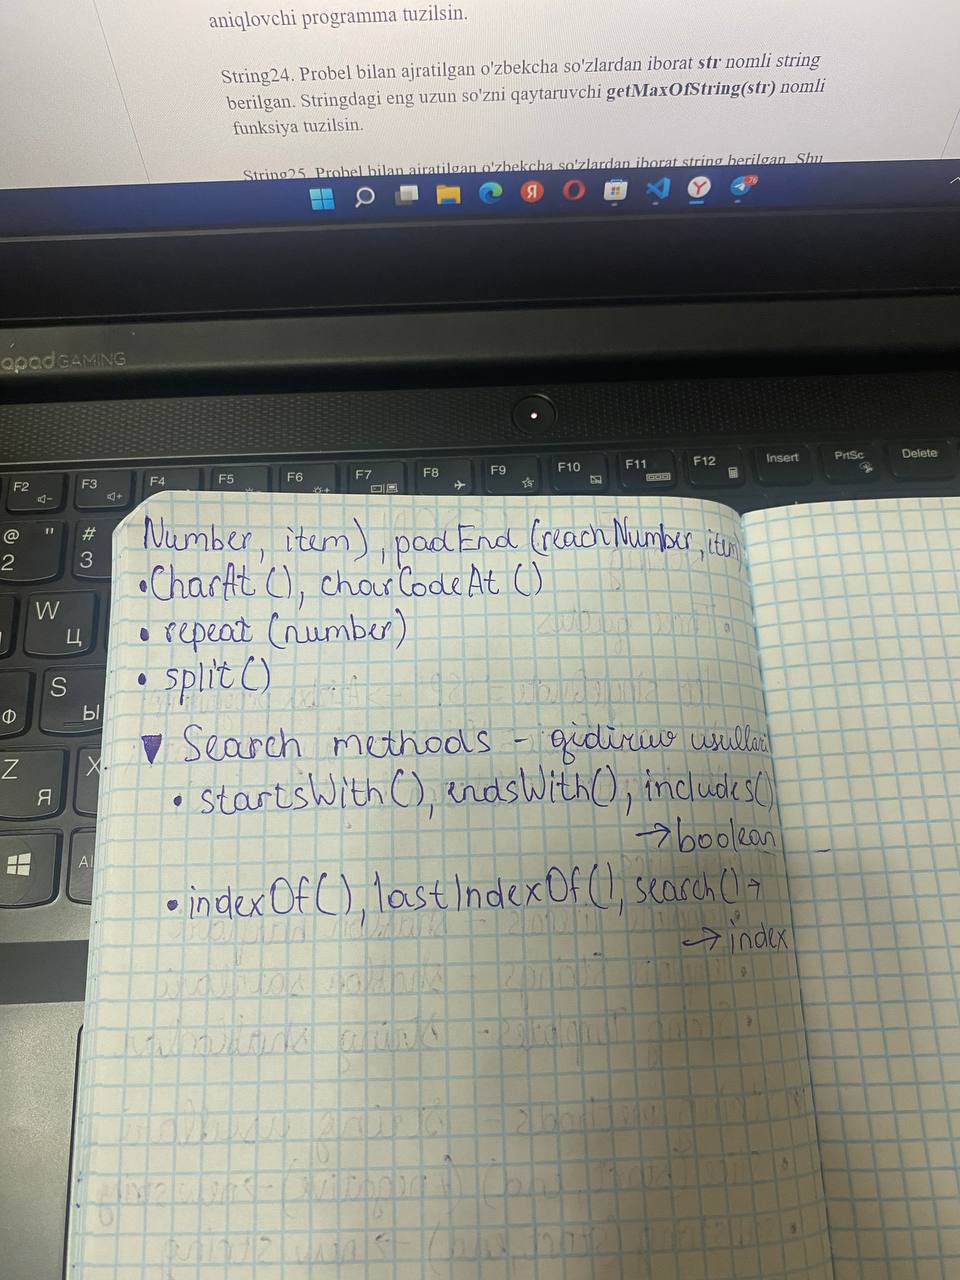 aniqlovchi programma tuzilsin.
String24. Probel bilan ajratilgan o'zbekcha so'zlardan iborat str nomli string
berilgan. Stringdagi eng uzun so'zni qaytaruvchi getMaxOfString(str) nomli
funksiya tuzilsin.
String25. Probel bilan ajratilgan o'zbekcha so'zlardan iborat string berilgan. Shu
76
apad GAMING
F2 F3 F4 F5 F6 F7 F8 F9 F10 F11 F12 Insert PrtSc Delete
@ " #
2 3
W
Ц
S
Ф Ы
Z X
Я
Al
Number, item), padEnd (reachNumber, item
• CharAt (), charCodeAt ()
• repeat (number)
• split ()
▼ Search methods - qidiruv usullari
• startsWith(), endsWith(), includes()
→ boolean
• indexOf(), lastIndexOf(), search() →
→ index